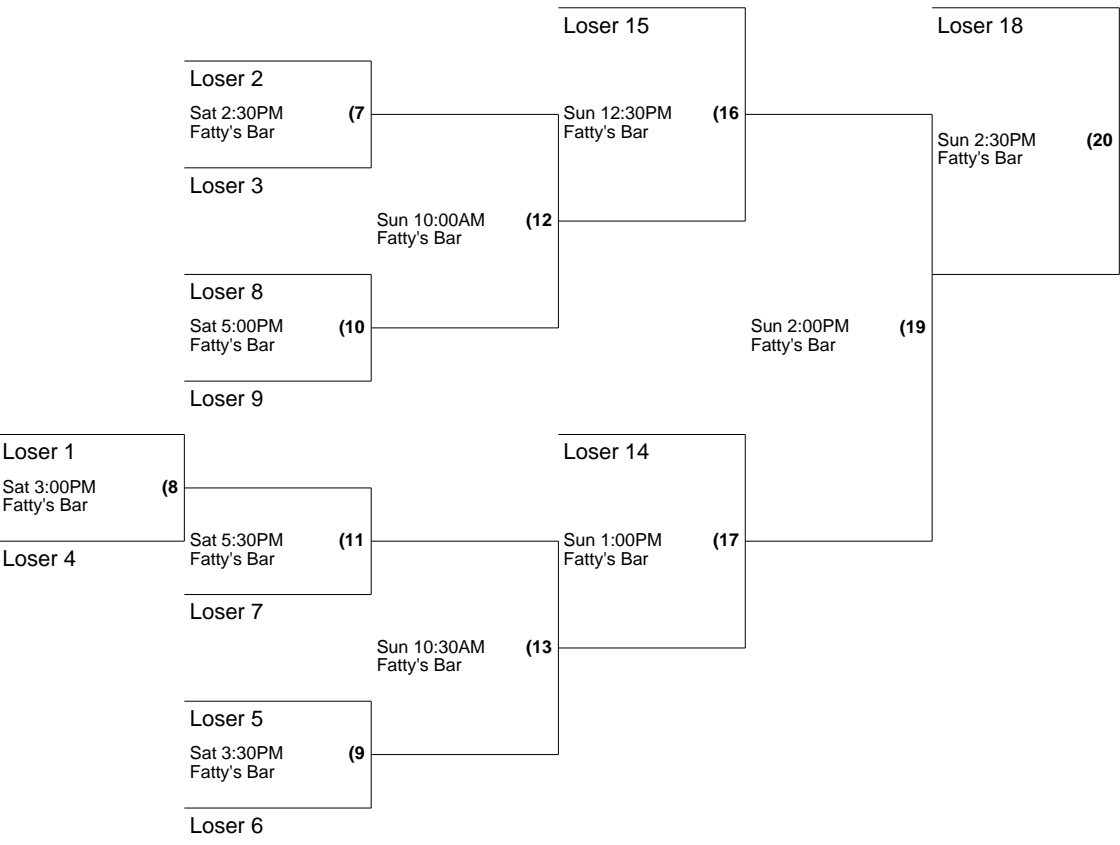 Loser 15
Loser 18
Loser 2
Sat 2:30PM (7
Fatty's Bar
Sun 12:30PM (16
Fatty's Bar
Sun 2:30PM (20
Fatty's Bar
Loser 3
Sun 10:00AM (12
Fatty's Bar
Loser 8
Sat 5:00PM (10
Fatty's Bar
Sun 2:00PM (19
Fatty's Bar
Loser 9
Loser 1
Loser 14
Sat 3:00PM (8
Fatty's Bar
Sat 5:30PM (11
Fatty's Bar
Sun 1:00PM (17
Fatty's Bar
Loser 4
Loser 7
Sun 10:30AM (13
Fatty's Bar
Loser 5
Sat 3:30PM (9
Fatty's Bar
Loser 6